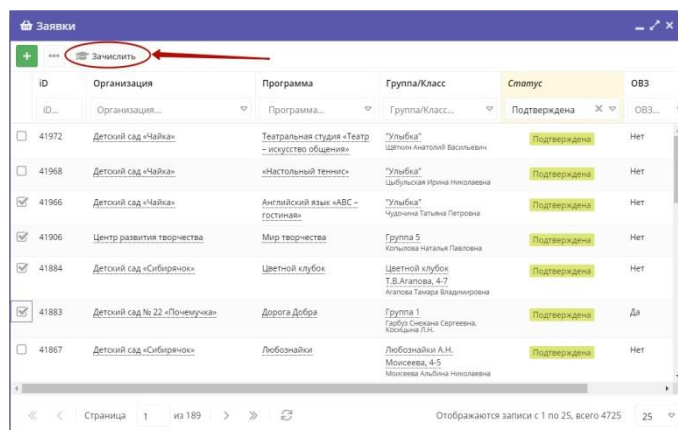 Заявки
Зачислить
iD Организация Программа Группа/Класс Статус ОВЗ
iD... Организация... Программа... Группа/Класс... Подтверждена ОВЗ...
41972 Детский сад «Чайка» Театральная студия «Театр – искусство общения» "Улыбка" Щёткин Анатолий Васильевич Подтверждена Нет
41968 Детский сад «Чайка» «Настольный теннис» "Улыбка" Цыбульская Ирина Николаевна Подтверждена Нет
41966 Детский сад «Чайка» Английский язык «ABC – гостиная» "Улыбка" Чудочина Татьяна Петровна Подтверждена Нет
41906 Центр развития творчества Мир творчества Группа 5 Копылова Наталья Павловна Подтверждена Нет
41884 Детский сад «Сибирячок» Цветной клубок Цветной клубок Т.В.Агапова, 4-7 Агапова Тамара Владимировна Подтверждена Нет
41883 Детский сад № 22 «Почемучка» Дорога Добра Группа 1 Гарбуз Снежана Сергеевна, Косицына Л.Н. Подтверждена Да
41867 Детский сад «Сибирячок» Любознайки Любознайки А.Н. Моисеева, 4-5 Моисеева Альбина Николаевна Подтверждена Нет
Страница 1 из 189 Отображаются записи с 1 по 25, всего 4725 25